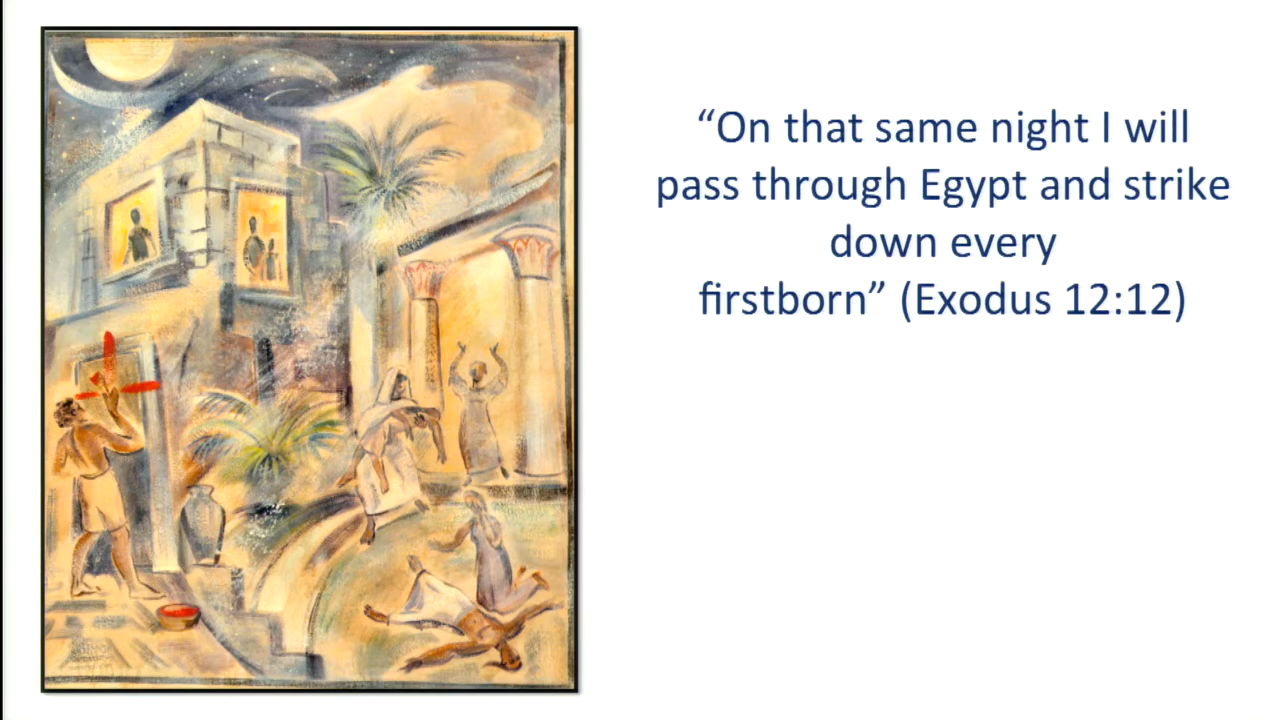 “On that same night I will
pass through Egypt and strike
down every
firstborn” (Exodus 12:12)